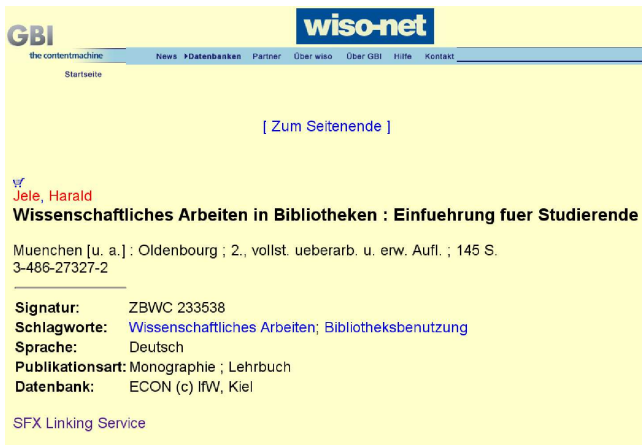 GBI
wiso-net
the contentmachine
News Datenbanken Partner Über wiso Über GBI Hilfe Kontakt
Startseite
[ Zum Seitenende ]
Jele, Harald
Wissenschaftliches Arbeiten in Bibliotheken : Einfuehrung fuer Studierende
Muenchen [u. a.] : Oldenbourg ; 2., vollst. ueberarb. u. erw. Aufl. ; 145 S.
3-486-27327-2
Signatur: ZBWC 233538
Schlagworte: Wissenschaftliches Arbeiten; Bibliotheksbenutzung
Sprache: Deutsch
Publikationsart: Monographie ; Lehrbuch
Datenbank: ECON (c) IfW, Kiel
SFX Linking Service